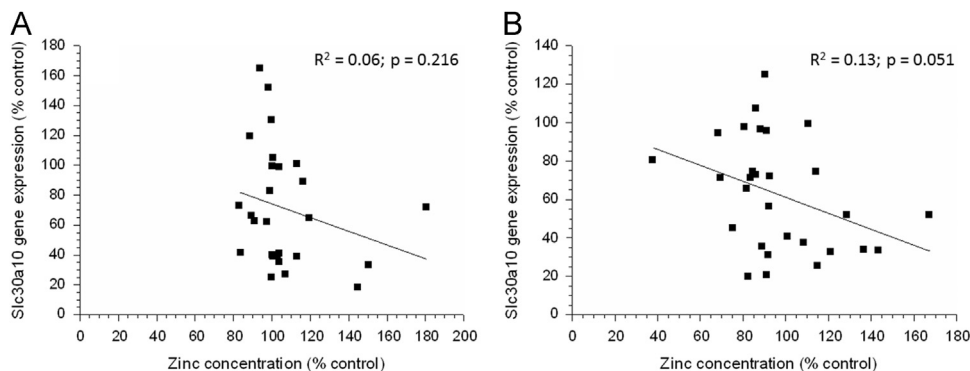 A
Slc30a10 gene expression (% control)
180
160
140
120
100
80
60
40
20
0
R² = 0.06; p = 0.216
0 20 40 60 80 100 120 140 160 180 200
Zinc concentration (% control)
B
Slc30a10 gene expression (% control)
140
120
100
80
60
40
20
0
R² = 0.13; p = 0.051
0 20 40 60 80 100 120 140 160 180
Zinc concentration (% control)